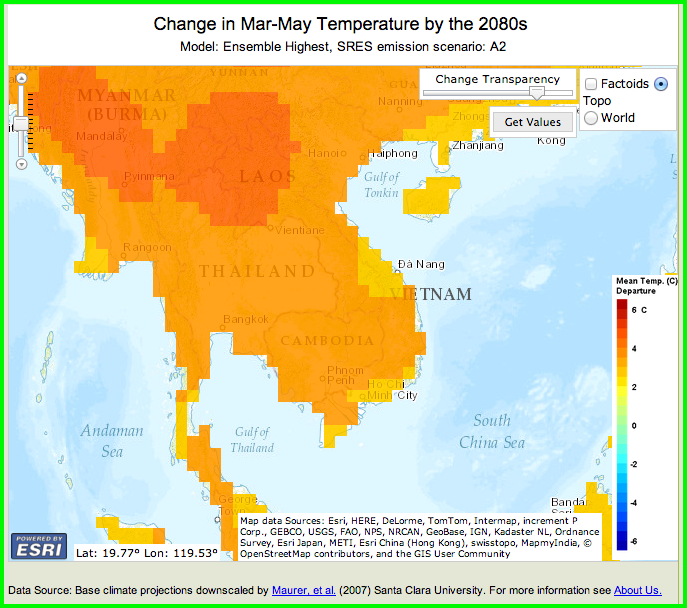 Change in Mar-May Temperature by the 2080s
Model: Ensemble Highest, SRES emission scenario: A2
YUNNAN
Change Transparency
Factoids
Topo
World
Get Values
MYANMAR
(BURMA)
Nanning
Mandalay
Zhanjiang
Kong
Hanoi
Haiphong
Pyinmana
LAOS
Gulf of
Tonkin
Vientiane
Rangoon
Đà Nang
THAILAND
VIETNAM
Bangkok
CAMBODIA
Phnom
Penh
Ho Chi
Minh City
Andaman
Sea
Gulf of
Thailand
South
China Sea
George
Mean Temp. (C)
Departure
6 C
4
2
0
-2
-4
-6
POWERED BY
ESRI
Lat: 19.77° Lon: 119.53°
Map data Sources: Esri, HERE, DeLorme, TomTom, Intermap, increment P
Corp., GEBCO, USGS, FAO, NPS, NRCAN, GeoBase, IGN, Kadaster NL, Ordnance
Survey, Esri Japan, METI, Esri China (Hong Kong), swisstopo, MapmyIndia, ©
OpenStreetMap contributors, and the GIS User Community
Data Source: Base climate projections downscaled by Maurer, et al. (2007) Santa Clara University. For more information see About Us.